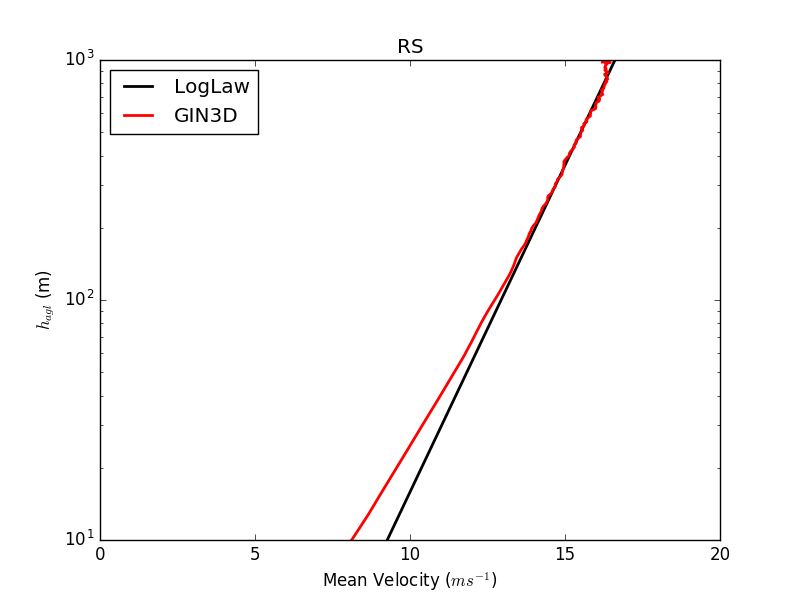 RS
10³
LogLaw
GIN3D
10²
h_agl (m)
10¹
0 5 10 15 20
Mean Velocity (ms⁻¹)